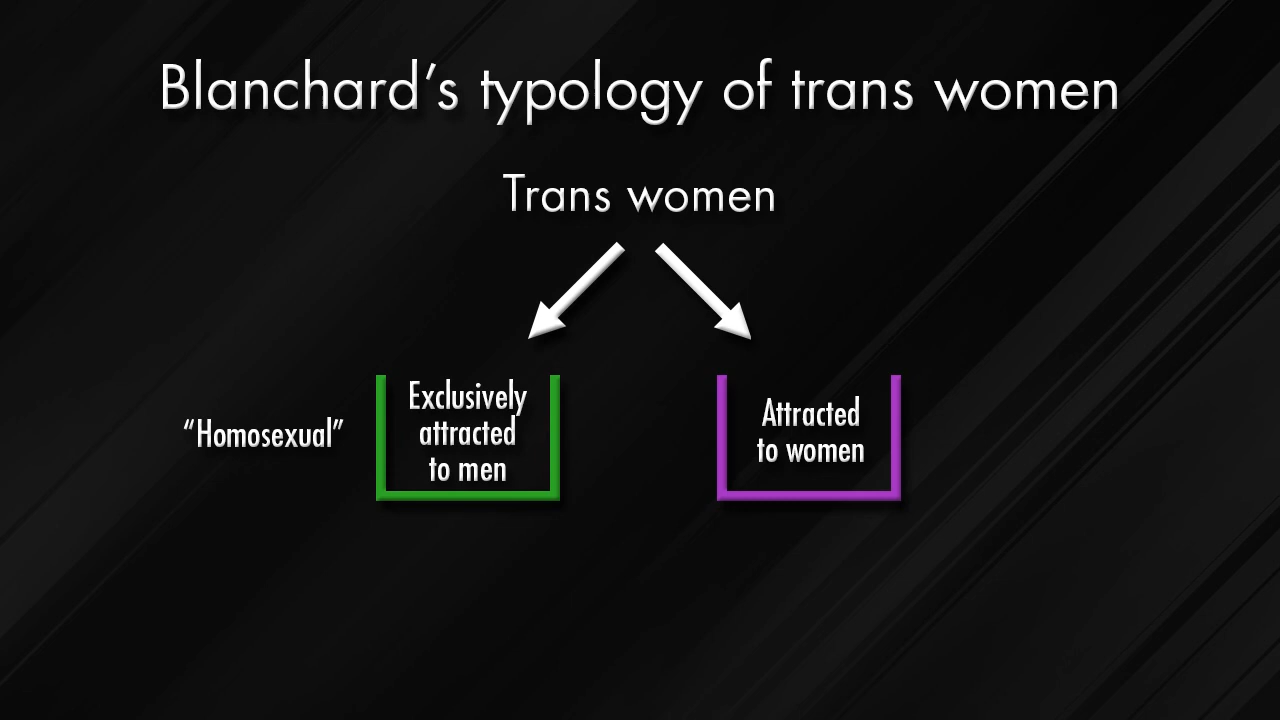 Blanchard’s typology of trans women
Trans women
“Homosexual”
Exclusively
attracted
to men
Attracted
to women